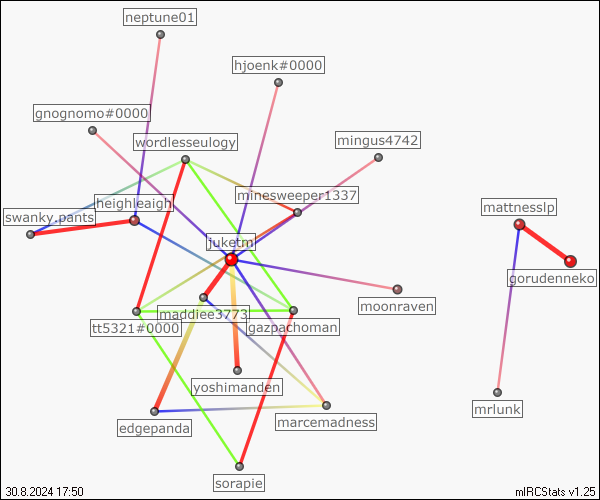 neptune01
hjoenk#0000
gnognomo#0000
wordlesseulogy
mingus4742
minesweeper1337
heighleaigh
swanky.pants
mattnesslp
juketm
gorudenneko
moonraven
maddiee3773
tt5321#0000
gazpachoman
yoshimanden
mrlunk
marcemadness
edgepanda
sorapie
30.8.2024 17:50
mIRCStats v1.25